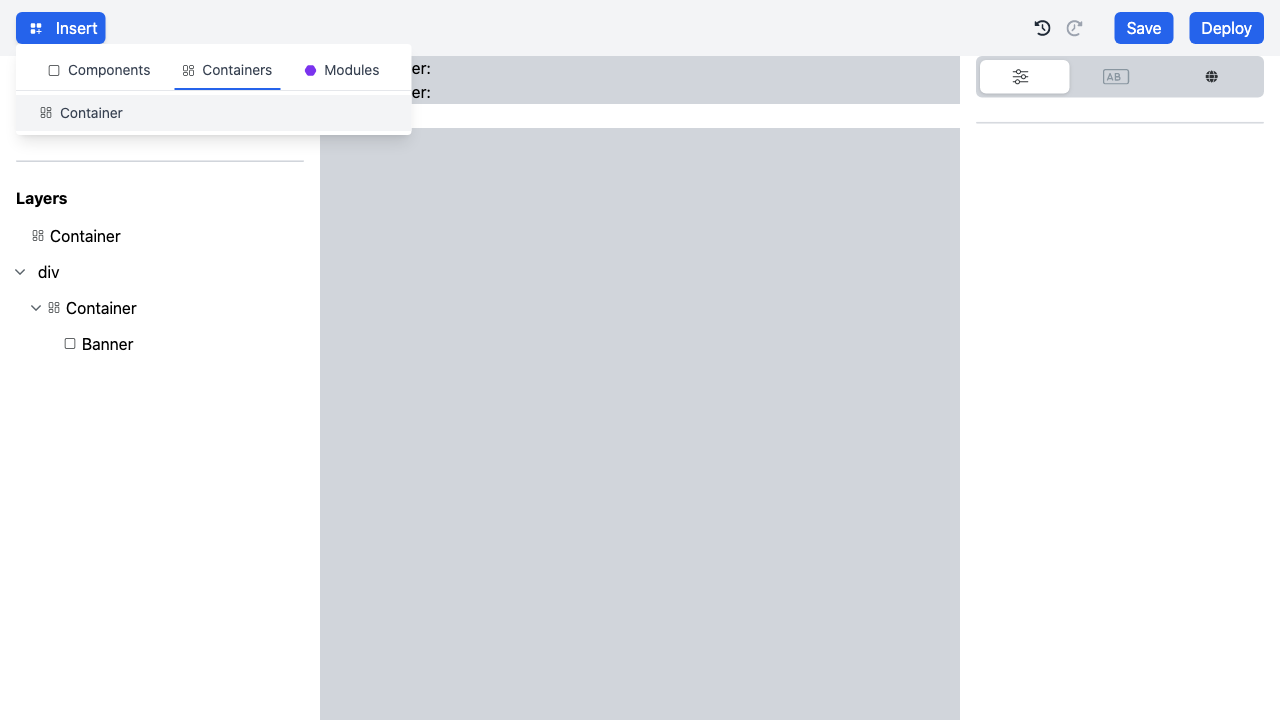 Insert
Save
Deploy
Components
Containers
Modules
er:
er:
AB
Container
Layers
Container
div
Container
Banner